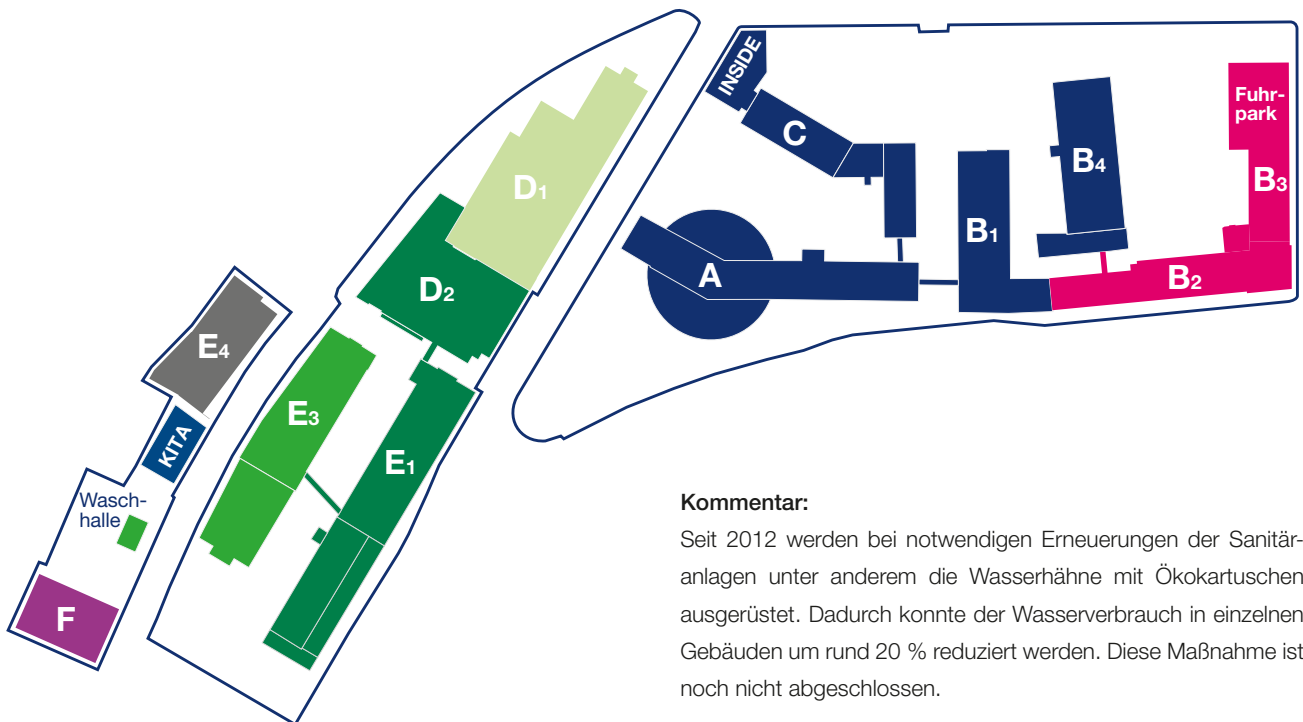 INSIDE
C
Fuhr-
park
B4
B3
D1
B1
A
B2
D2
E4
E3
E1
KITA
Wasch-
halle
F
Kommentar:
Seit 2012 werden bei notwendigen Erneuerungen der Sanitär-
anlagen unter anderem die Wasserhähne mit Ökokartuschen
ausgerüstet. Dadurch konnte der Wasserverbrauch in einzelnen
Gebäuden um rund 20 % reduziert werden. Diese Maßnahme ist
noch nicht abgeschlossen.